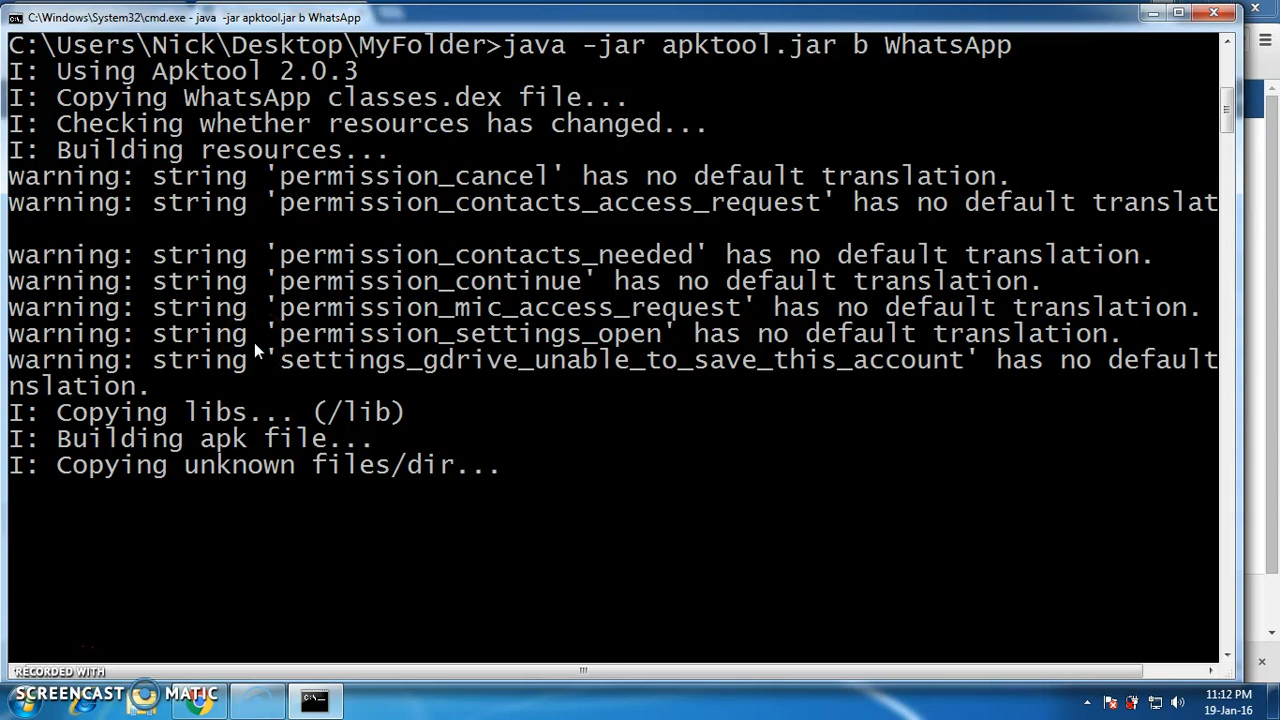 C:\Windows\System32\cmd.exe - java -jar apktool.jar b WhatsApp
C:\Users\Nick\Desktop\MyFolder>java -jar apktool.jar b WhatsApp
I: Using Apktool 2.0.3
I: Copying WhatsApp classes.dex file...
I: Checking whether resources has changed...
I: Building resources...
warning: string 'permission_cancel' has no default translation.
warning: string 'permission_contacts_access_request' has no default translat
warning: string 'permission_contacts_needed' has no default translation.
warning: string 'permission_continue' has no default translation.
warning: string 'permission_mic_access_request' has no default translation.
warning: string 'permission_settings_open' has no default translation.
warning: string 'settings_gdrive_unable_to_save_this_account' has no default
nslation.
I: Copying libs... (/lib)
I: Building apk file...
I: Copying unknown files/dir...
RECORDED WITH
SCREENCAST MATIC
C:\.
11:12 PM
19-Jan-16